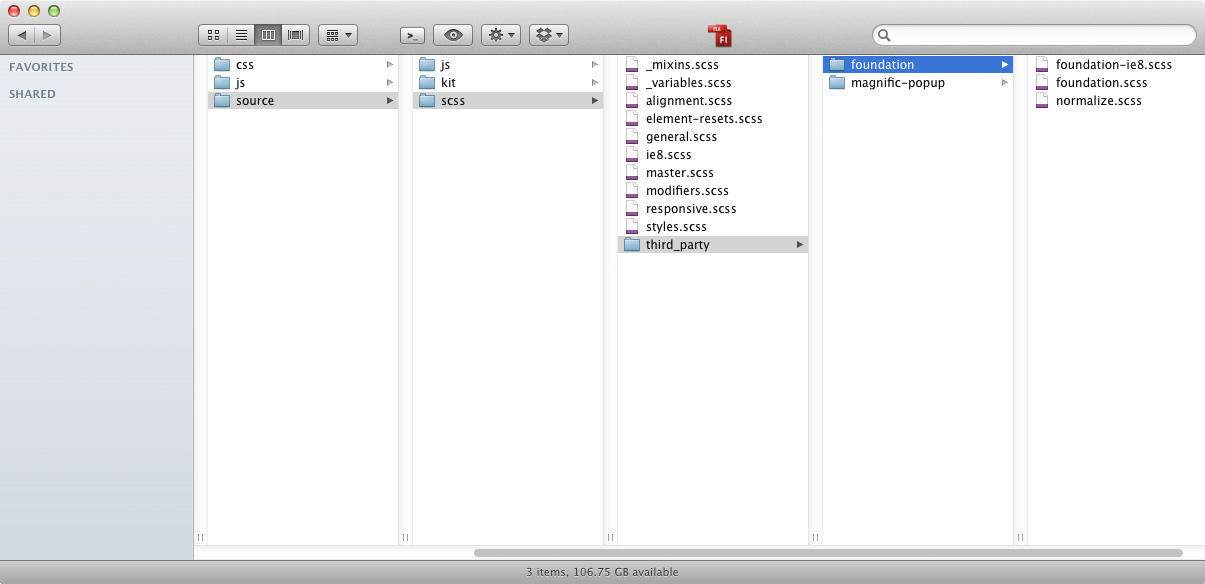 FAVORITES
SHARED
css
js
source
js
kit
scss
_mixins.scss
_variables.scss
alignment.scss
element-resets.scss
general.scss
ie8.scss
master.scss
modifiers.scss
responsive.scss
styles.scss
third_party
foundation
magnific-popup
foundation-ie8.scss
foundation.scss
normalize.scss
3 items, 106.75 GB available